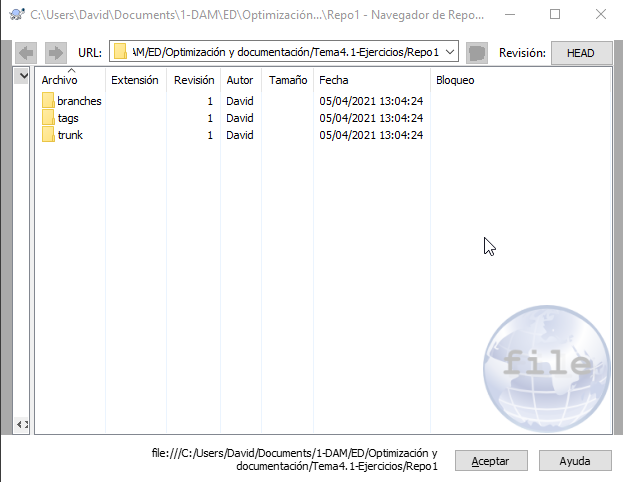 C:\Users\David\Documents\1-DAM\ED\Optimización...\Repo1 - Navegador de Repo...
URL: AM/ED/Optimización y documentación/Tema4.1-Ejercicios/Repo1 Revisión: HEAD
Archivo Extensión Revisión Autor Tamaño Fecha Bloqueo
branches 1 David 05/04/2021 13:04:24
tags 1 David 05/04/2021 13:04:24
trunk 1 David 05/04/2021 13:04:24
file
file:///C:/Users/David/Documents/1-DAM/ED/Optimización y
documentación/Tema4.1-Ejercicios/Repo1
Aceptar Ayuda